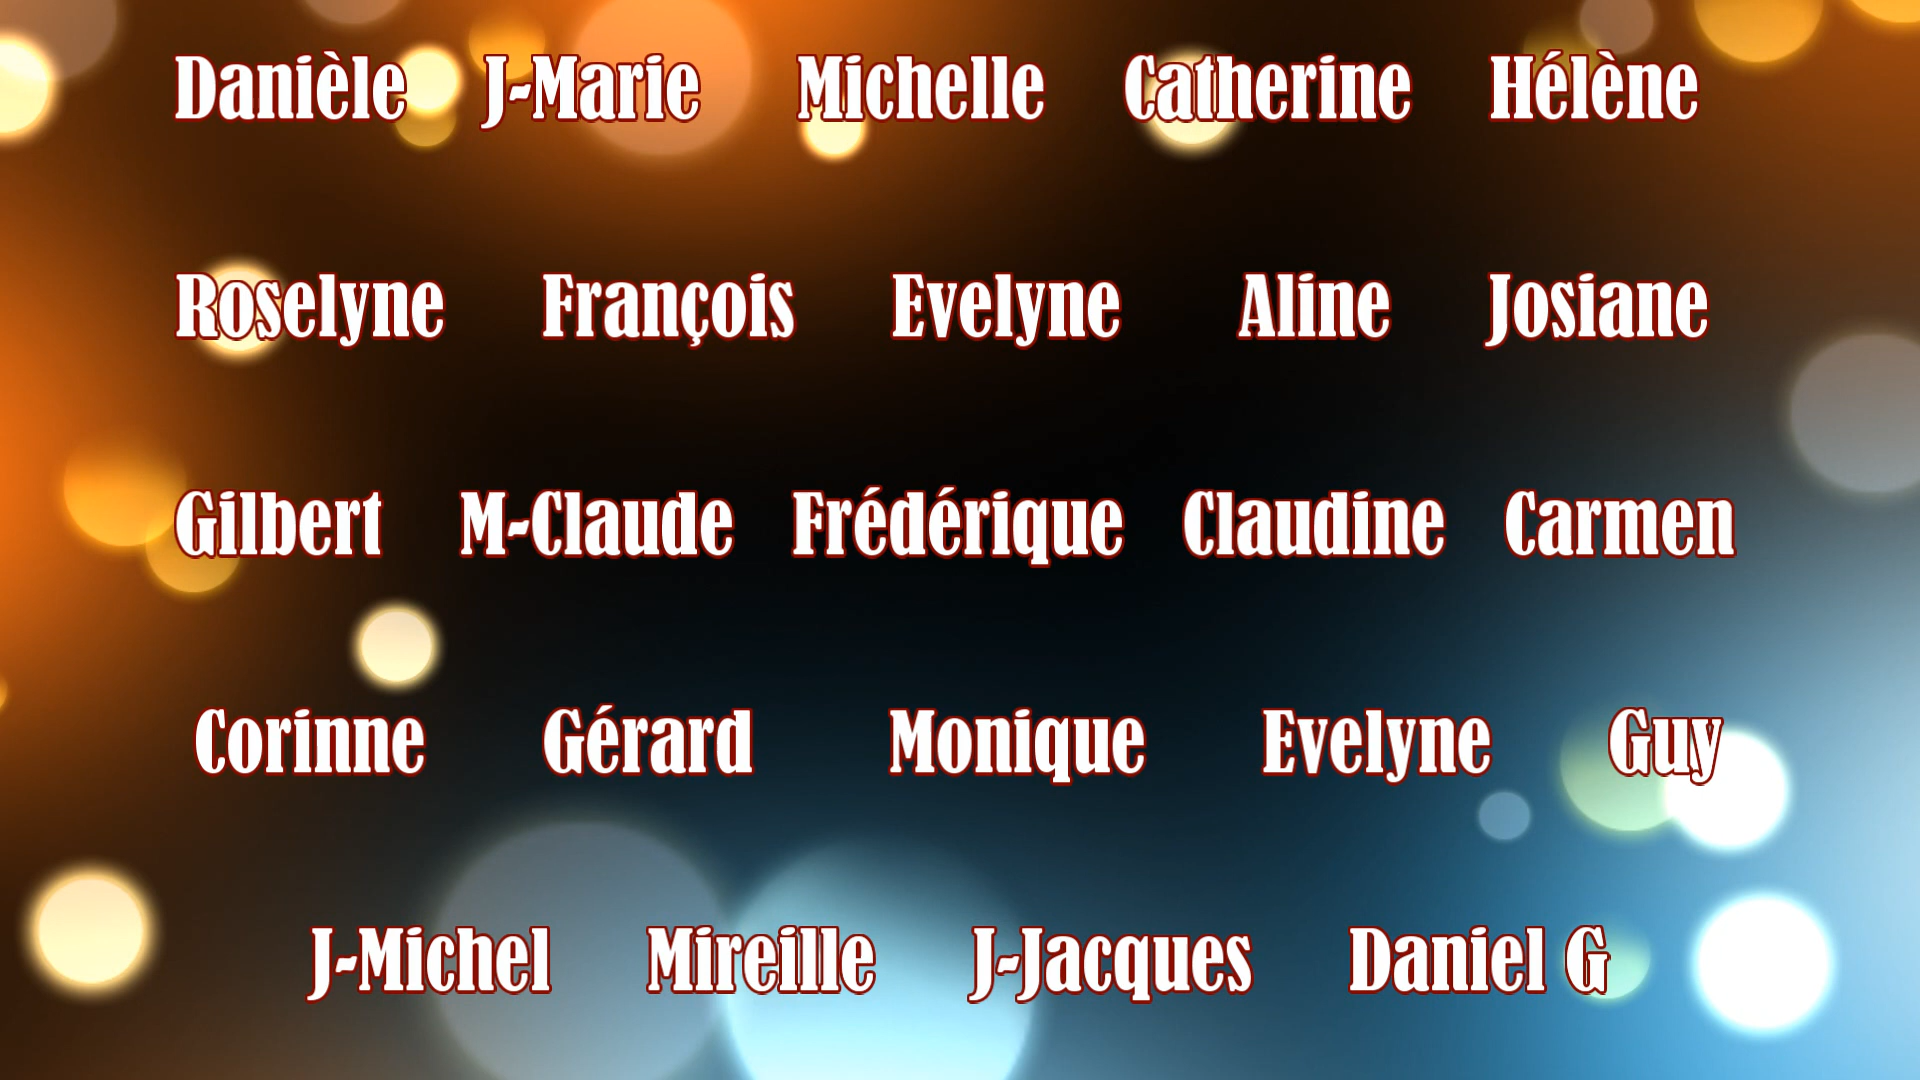 Danièle J-Marie Michelle Catherine Hélène
Roselyne François Evelyne Aline Josiane
Gilbert M-Claude Frédérique Claudine Carmen
Corinne Gérard Monique Evelyne Guy
J-Michel Mireille J-Jacques Daniel G